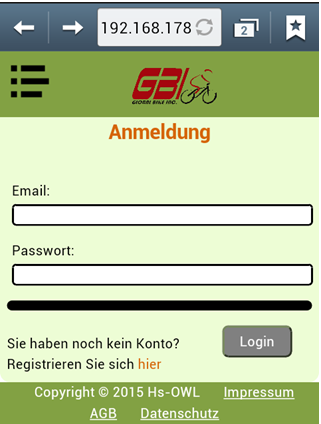 192.168.178
2
GBI
GLOBAL BIKE INC.
Anmeldung
Email:
Passwort:
Sie haben noch kein Konto?
Registrieren Sie sich hier
Login
Copyright © 2015 Hs-OWL Impressum
AGB Datenschutz